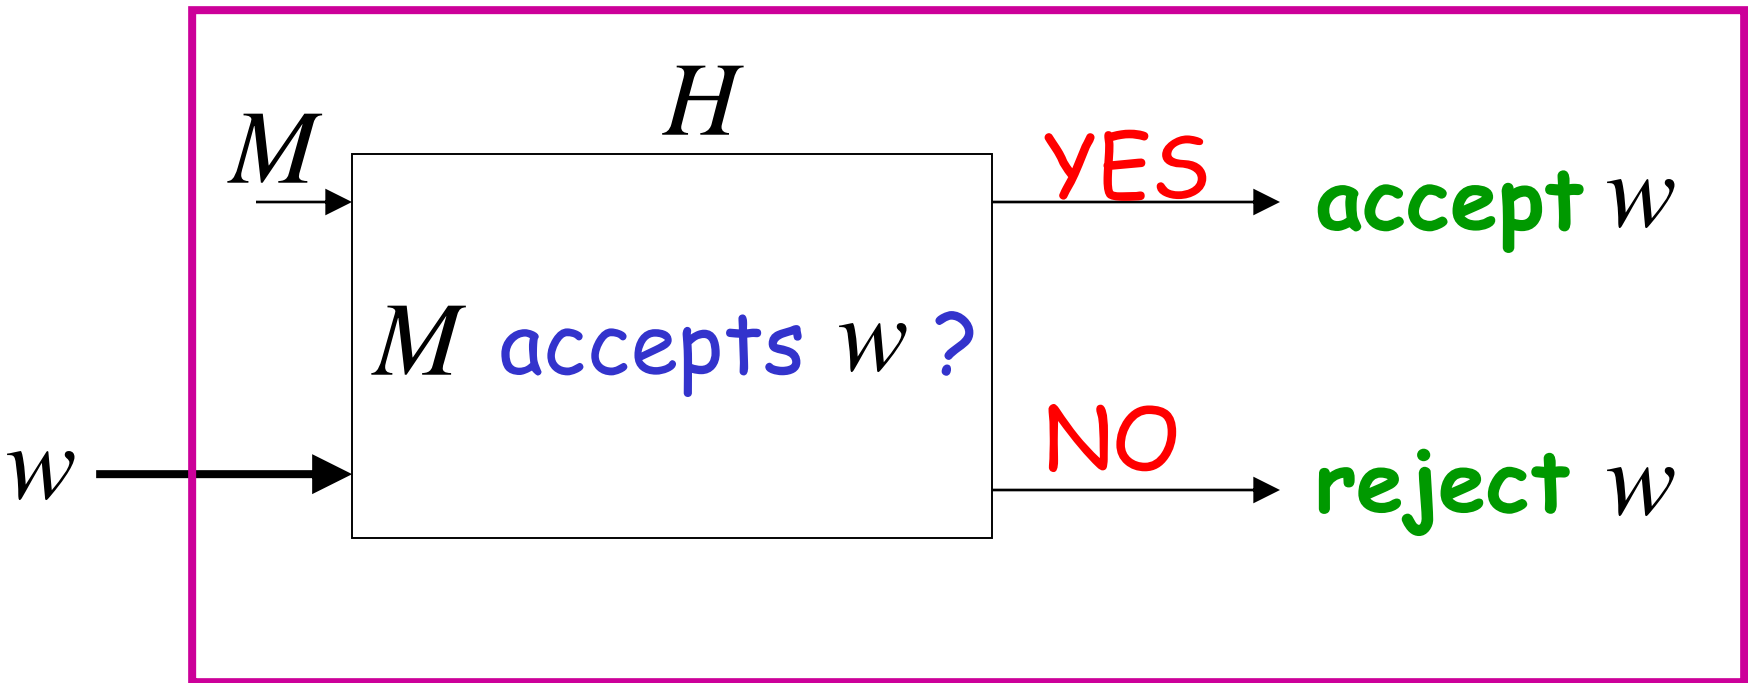 H
M
YES
accept w
M accepts w ?
NO
w
reject w